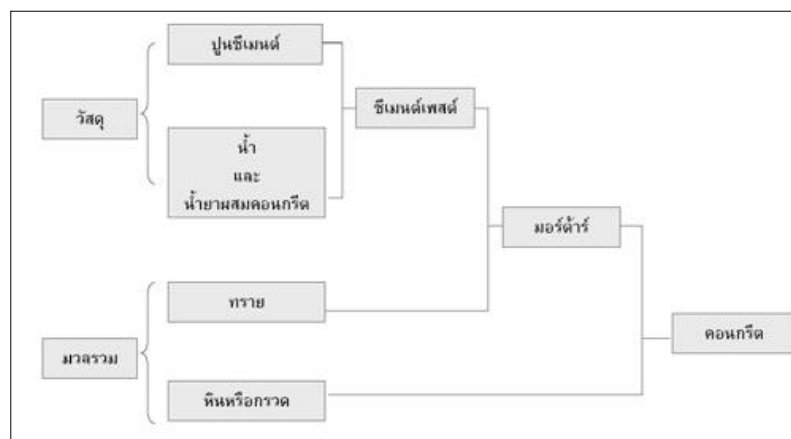 ปูนซีเมนต์
วัสดุ
ซีเมนต์เพสต์
น้ำ
และ
น้ำยาผสมคอนกรีต
มอร์ต้าร์
ทราย
คอนกรีต
มวลรวม
หินหรือกรวด